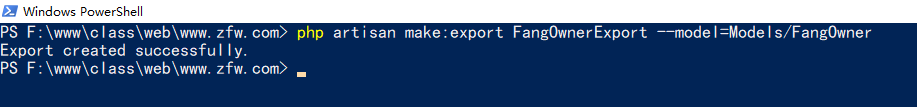 Windows PowerShell
PS F:\www\class\web\www.zfw.com> php artisan make:export FangOwnerExport --model=Models/FangOwner
Export created successfully.
PS F:\www\class\web\www.zfw.com>